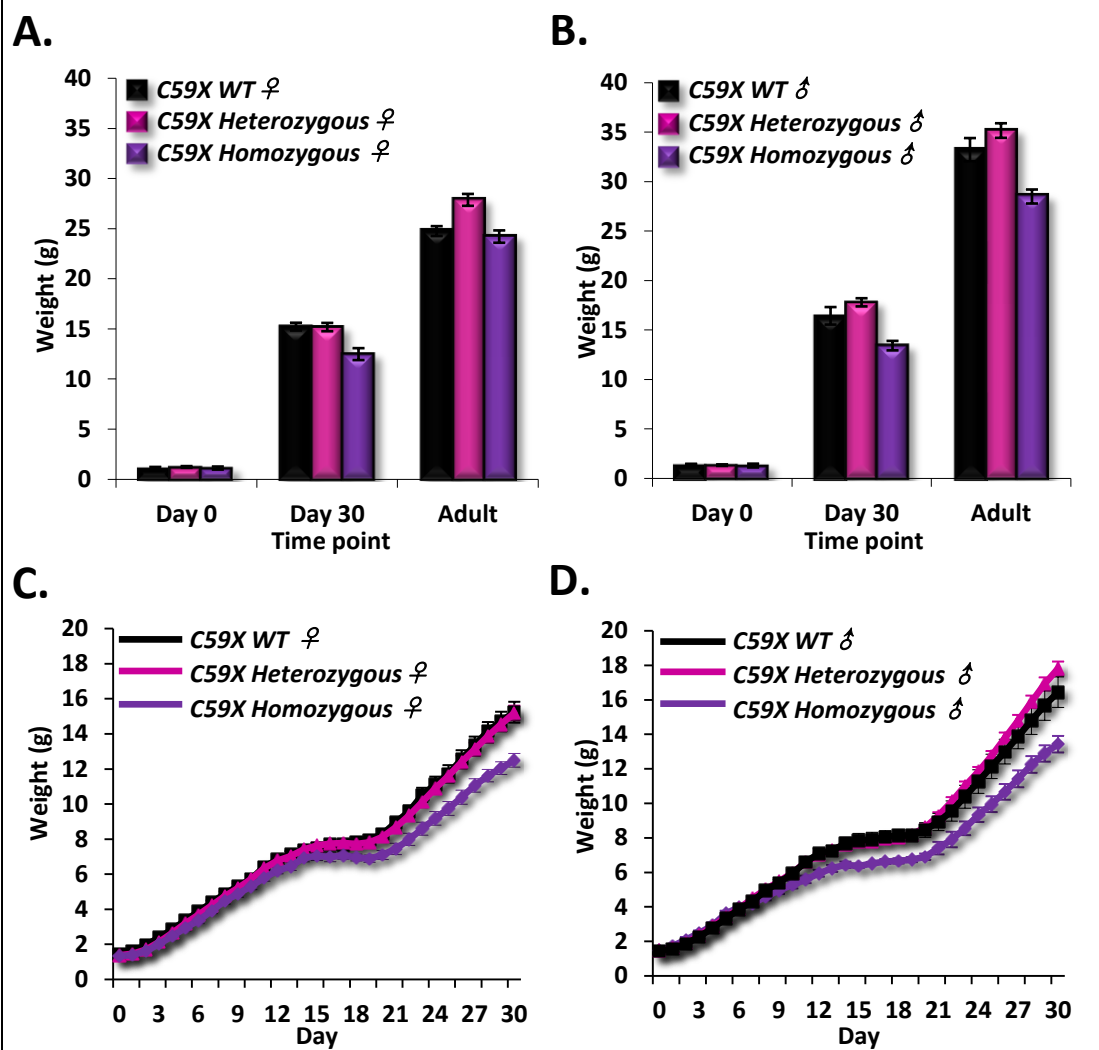 A.
40
35
30
25
20
15
10
5
0
Weight (g)
C59X WT ♀
C59X Heterozygous ♀
C59X Homozygous ♀
Day 0 Day 30 Adult
Time point
B.
40
35
30
25
20
15
10
5
0
Weight (g)
C59X WT ♂
C59X Heterozygous ♂
C59X Homozygous ♂
Day 0 Day 30 Adult
Time point
C.
20
18
16
14
12
10
8
6
4
2
0
Weight (g)
C59X WT ♀
C59X Heterozygous ♀
C59X Homozygous ♀
0 3 6 9 12 15 18 21 24 27 30
Day
D.
20
18
16
14
12
10
8
6
4
2
0
Weight (g)
C59X WT ♂
C59X Heterozygous ♂
C59X Homozygous ♂
0 3 6 9 12 15 18 21 24 27 30
Day